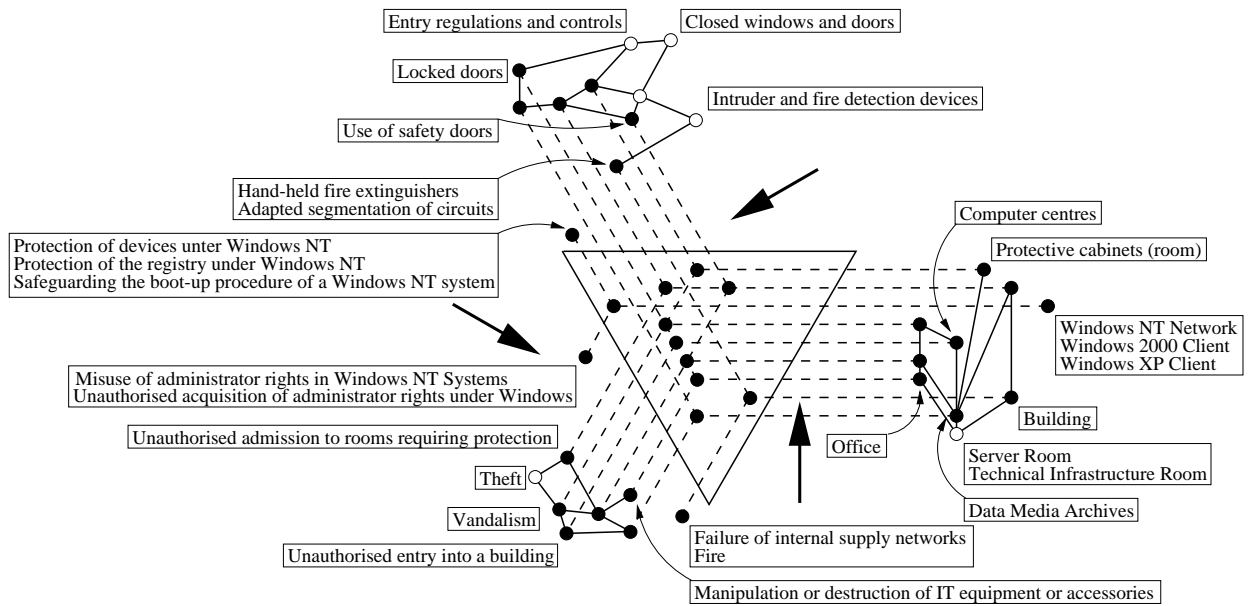 Entry regulations and controls
Closed windows and doors
Locked doors
Intruder and fire detection devices
Use of safety doors
Hand-held fire extinguishers
Adapted segmentation of circuits
Computer centres
Protection of devices unter Windows NT
Protection of the registry under Windows NT
Safeguarding the boot-up procedure of a Windows NT system
Protective cabinets (room)
Windows NT Network
Windows 2000 Client
Windows XP Client
Misuse of administrator rights in Windows NT Systems
Unauthorised acquisition of administrator rights under Windows
Building
Unauthorised admission to rooms requiring protection
Office
Server Room
Technical Infrastructure Room
Theft
Data Media Archives
Vandalism
Failure of internal supply networks
Fire
Unauthorised entry into a building
Manipulation or destruction of IT equipment or accessories